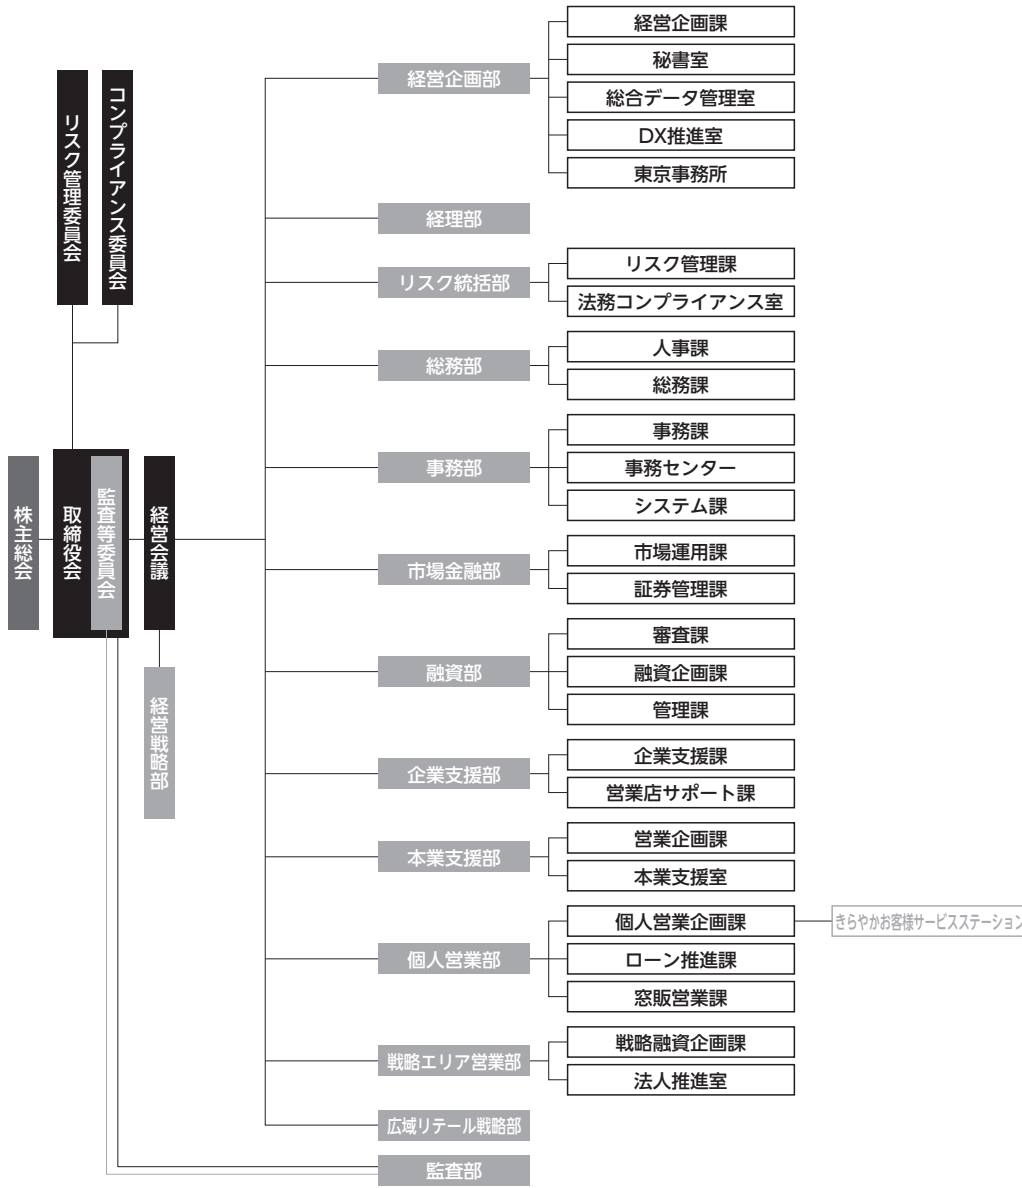 リスク管理委員会
コンプライアンス委員会
株主総会
取締役会
監査等委員会
経営会議
経営戦略部
経営企画部
経営企画課
秘書室
総合データ管理室
DX推進室
東京事務所
経理部
リスク統括部
リスク管理課
法務コンプライアンス室
総務部
人事課
総務課
事務部
事務課
事務センター
システム課
市場金融部
市場運用課
証券管理課
融資部
審査課
融資企画課
管理課
企業支援部
企業支援課
営業店サポート課
本業支援部
営業企画課
本業支援室
個人営業部
個人営業企画課
きらやかお客様サービスステーション
ローン推進課
窓販営業課
戦略エリア営業部
戦略融資企画課
法人推進室
広域リテール戦略部
監査部